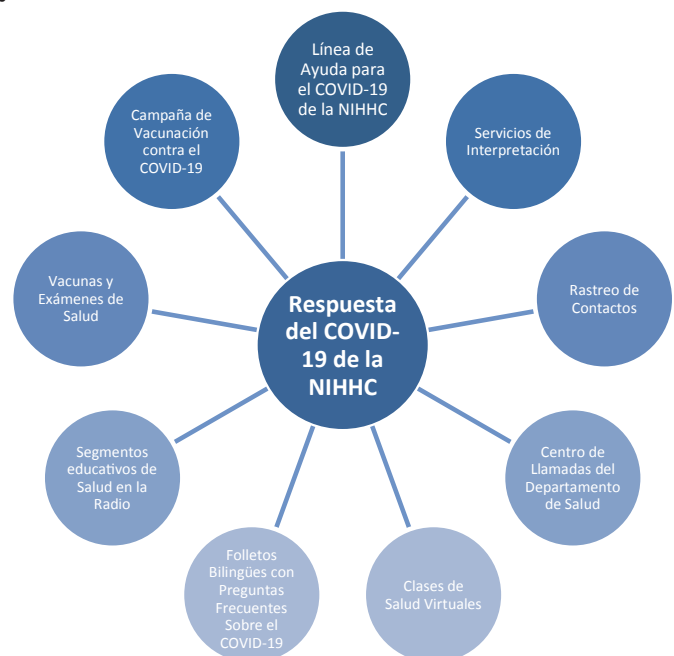 Línea de
Ayuda para
el COVID-19
de la NIHHC
Servicios de
Interpretación
Rastreo de
Contactos
Centro de
Llamadas del
Departamento
de Salud
Clases de
Salud Virtuales
Folletos
Bilingües con
Preguntas
Frecuentes
Sobre el
COVID-19
Segmentos
educativos de
Salud en la
Radio
Vacunas y
Exámenes de
Salud
Campaña de
Vacunación
contra el
COVID-19
Respuesta
del COVID-
19 de la
NIHHC